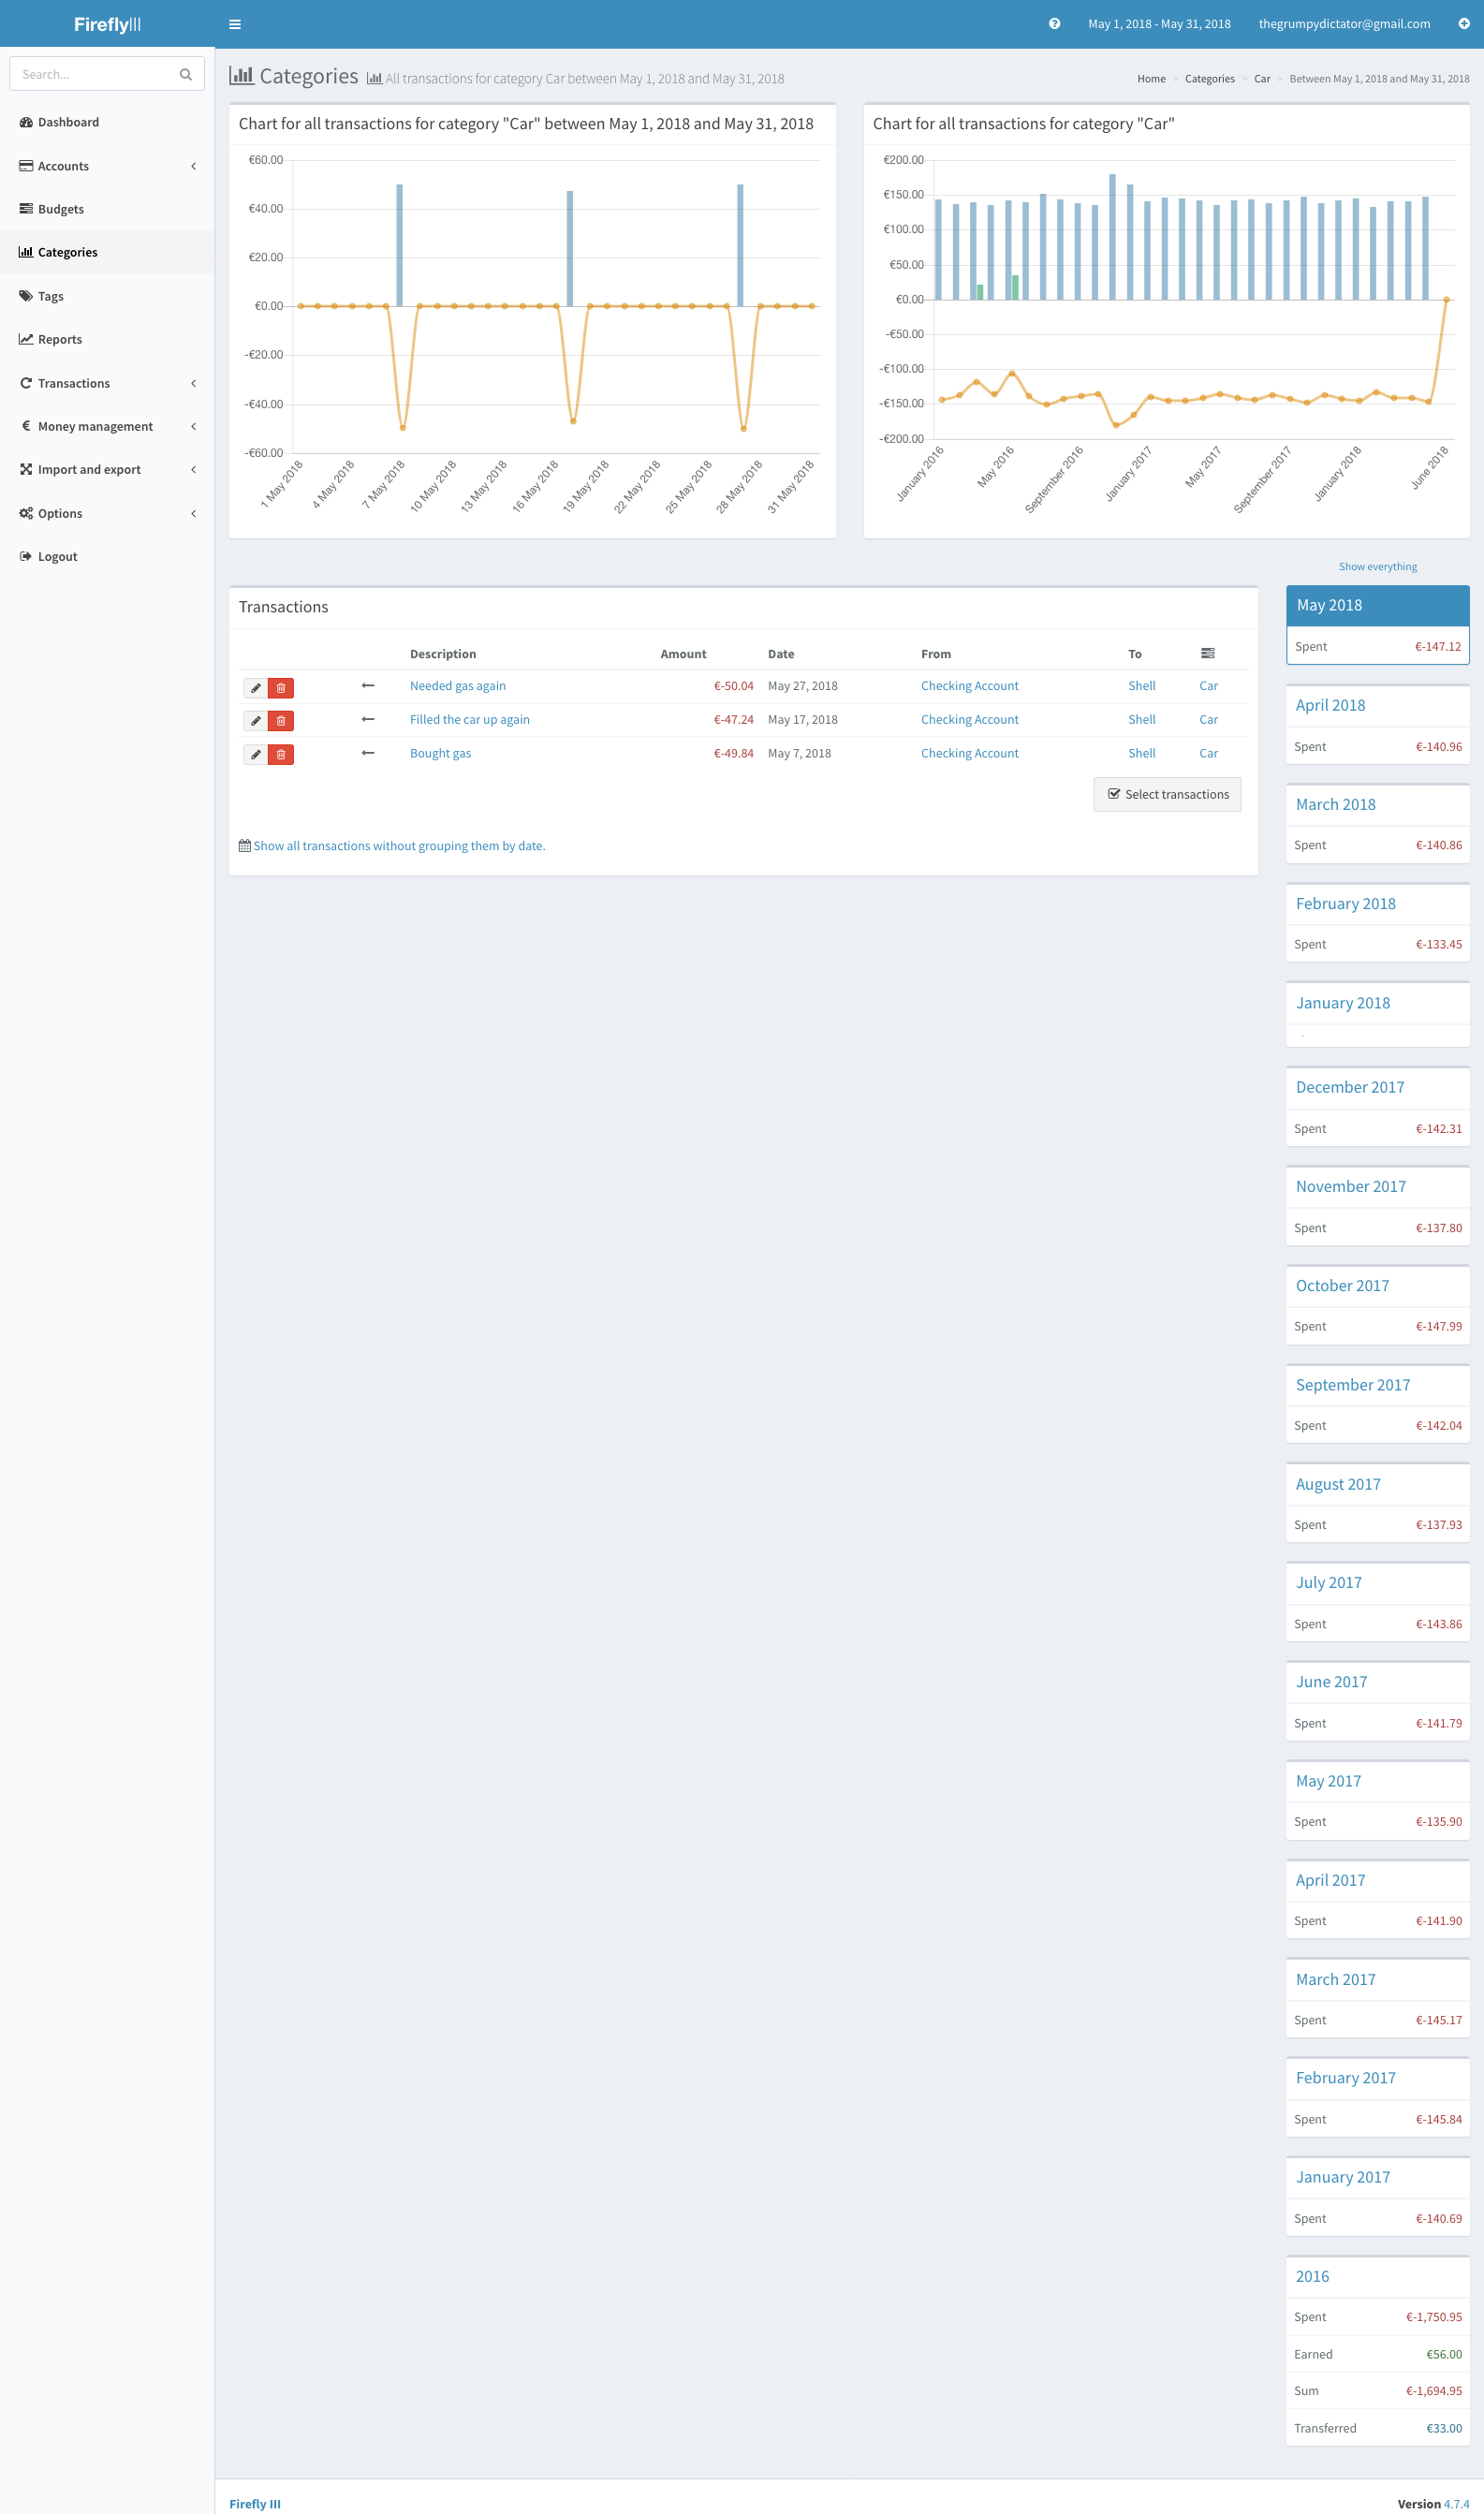 FireflyIII
May 1, 2018 - May 31, 2018 thegrumpydictator@gmail.com
Search...
Dashboard
Accounts
Budgets
Categories
Tags
Reports
Transactions
Money management
Import and export
Options
Logout
Categories All transactions for category Car between May 1, 2018 and May 31, 2018
Home > Categories > Car > Between May 1, 2018 and May 31, 2018
Chart for all transactions for category "Car" between May 1, 2018 and May 31, 2018
€60.00
€40.00
€20.00
€0.00
-€20.00
-€40.00
-€60.00
1 May 2018
4 May 2018
7 May 2018
10 May 2018
13 May 2018
16 May 2018
19 May 2018
22 May 2018
25 May 2018
28 May 2018
31 May 2018
Chart for all transactions for category "Car"
€200.00
€150.00
€100.00
€50.00
€0.00
-€50.00
-€100.00
-€150.00
-€200.00
January 2016
May 2016
September 2016
January 2017
May 2017
September 2017
January 2018
June 2018
Transactions
Description Amount Date From To
Needed gas again €-50.04 May 27, 2018 Checking Account Shell Car
Filled the car up again €-47.24 May 17, 2018 Checking Account Shell Car
Bought gas €-49.84 May 7, 2018 Checking Account Shell Car
Select transactions
Show all transactions without grouping them by date.
Show everything
May 2018
Spent €-147.12
April 2018
Spent €-140.96
March 2018
Spent €-140.86
February 2018
Spent €-133.45
January 2018
December 2017
Spent €-142.31
November 2017
Spent €-137.80
October 2017
Spent €-147.99
September 2017
Spent €-142.04
August 2017
Spent €-137.93
July 2017
Spent €-143.86
June 2017
Spent €-141.79
May 2017
Spent €-135.90
April 2017
Spent €-141.90
March 2017
Spent €-145.17
February 2017
Spent €-145.84
January 2017
Spent €-140.69
2016
Spent €-1,750.95
Earned €56.00
Sum €-1,694.95
Transferred €33.00
Firefly III
Version 4.7.4